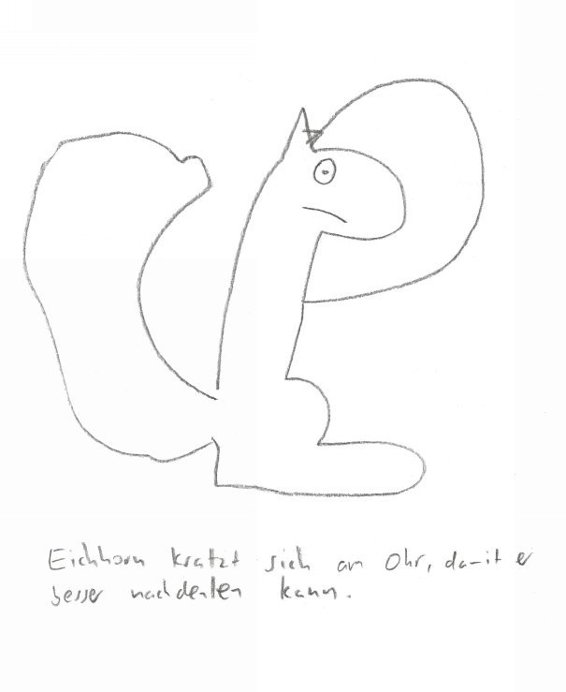 Eichhorn kratzt sich am Ohr, damit er
besser nachdenken kann.